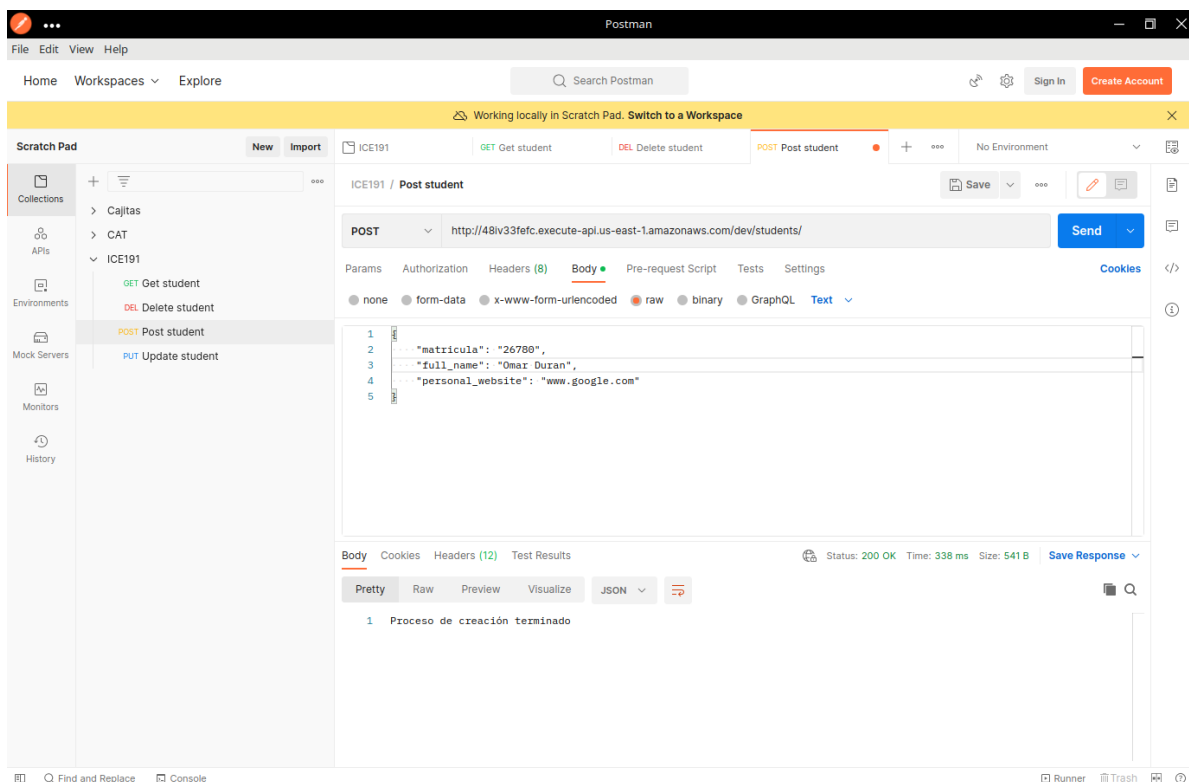 Postman
File Edit View Help
Home Workspaces Explore Search Postman Sign In Create Account
Working locally in Scratch Pad. Switch to a Workspace
Scratch Pad New Import ICE191 GET Get student DEL Delete student POST Post student No Environment
Collections
APIs
Environments
Mock Servers
Monitors
History
Cajitas
CAT
ICE191
GET Get student
DEL Delete student
POST Post student
PUT Update student
ICE191 / Post student Save
POST http://48iv33fefc.execute-api.us-east-1.amazonaws.com/dev/students/ Send
Params Authorization Headers (8) Body Pre-request Script Tests Settings Cookies
none form-data x-www-form-urlencoded raw binary GraphQL Text
1 {
2 "matricula": "26780",
3 "full_name": "Omar Duran",
4 "personal_website": "www.google.com"
5 }
Body Cookies Headers (12) Test Results Status: 200 OK Time: 338 ms Size: 541 B Save Response
Pretty Raw Preview Visualize JSON
1 Proceso de creación terminado
Find and Replace Console Runner Trash